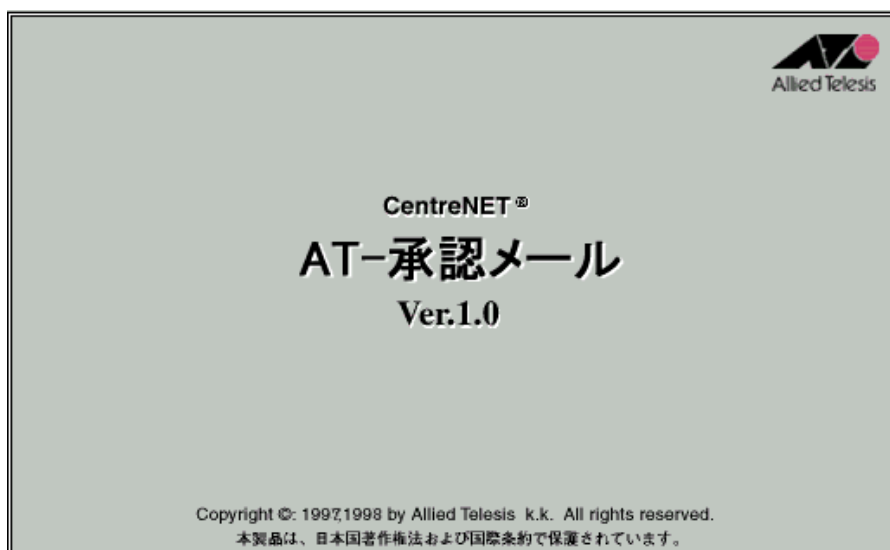 Allied Telesis
CentreNET ®
AT-承認メール
Ver.1.0
Copyright ©: 1997,1998 by Allied Telesis k.k. All rights reserved.
本製品は、日本国著作権法および国際条約で保護されています。